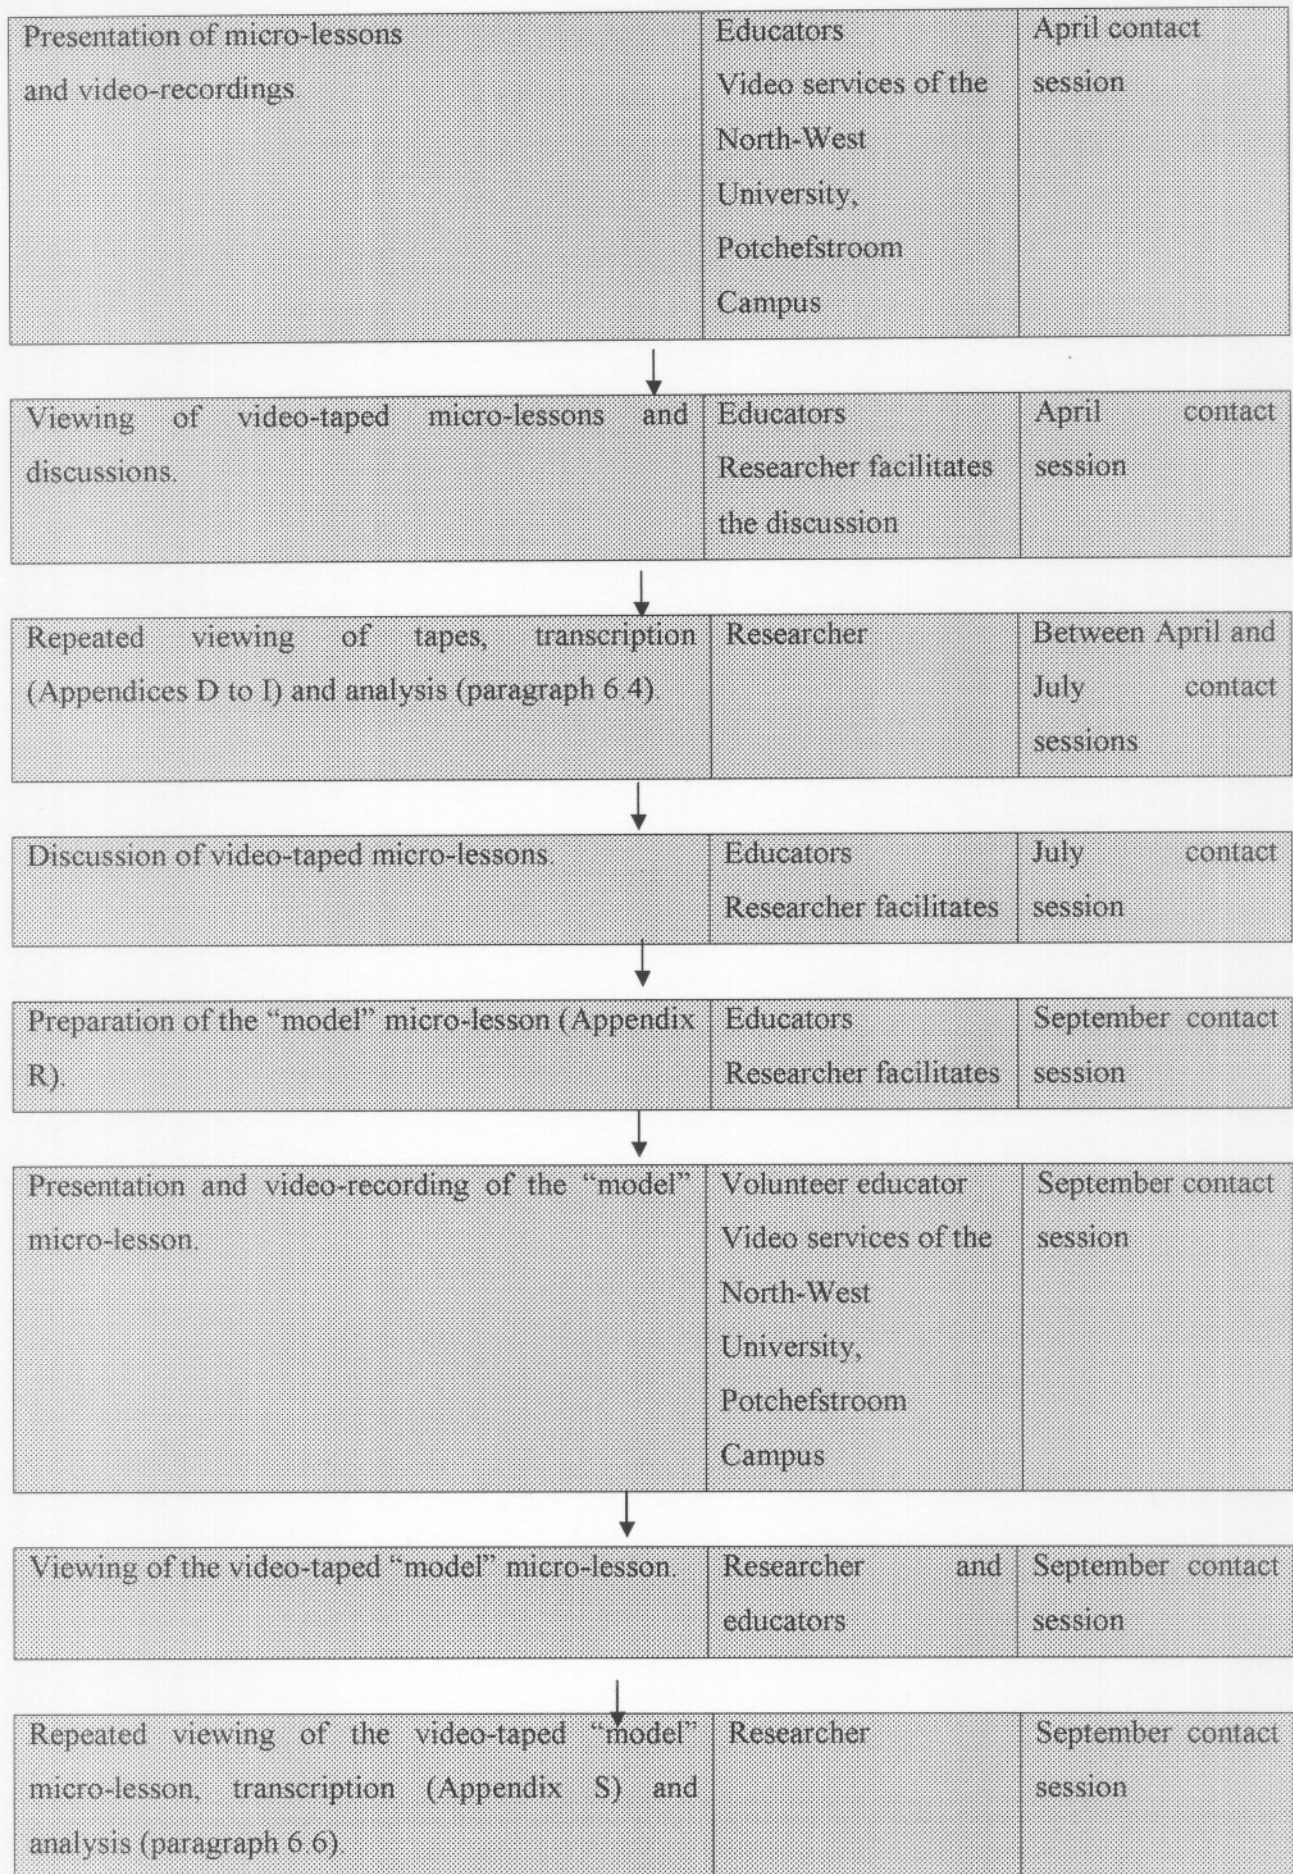 Presentation of micro-lessons
and video-recordings.
Educators
Video services of the
North-West
University,
Potchefstroom
Campus
April contact
session
Viewing of video-taped micro-lessons and
discussions.
Educators
Researcher facilitates
the discussion
April contact
session
Repeated viewing of tapes, transcription
(Appendices D to I) and analysis (paragraph 6.4).
Researcher
Between April and
July contact
sessions
Discussion of video-taped micro-lessons.
Educators
Researcher facilitates
July contact
session
Preparation of the “model” micro-lesson (Appendix
R).
Educators
Researcher facilitates
September contact
session
Presentation and video-recording of the “model”
micro-lesson.
Volunteer educator
Video services of the
North-West
University,
Potchefstroom
Campus
September contact
session
Viewing of the video-taped “model” micro-lesson.
Researcher and
educators
September contact
session
Repeated viewing of the video-taped “model”
micro-lesson, transcription (Appendix S) and
analysis (paragraph 6.6).
Researcher
September contact
session